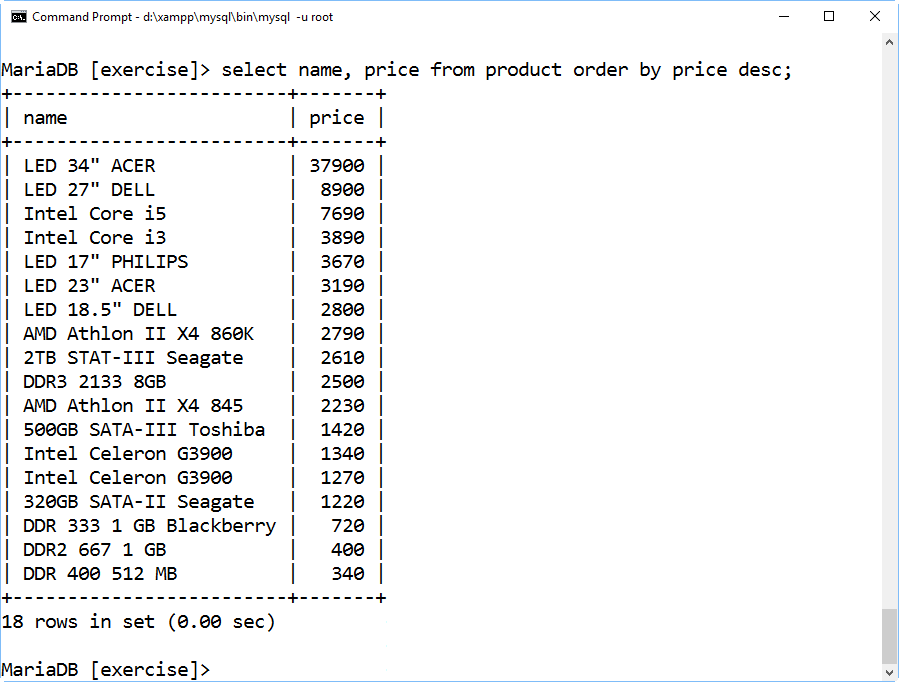 Command Prompt - d:\xampp\mysql\bin\mysql -u root
MariaDB [exercise]> select name, price from product order by price desc;
+-------------------------+-------+
| name                    | price |
+-------------------------+-------+
| LED 34" ACER            | 37900 |
| LED 27" DELL            |  8900 |
| Intel Core i5           |  7690 |
| Intel Core i3           |  3890 |
| LED 17" PHILIPS         |  3670 |
| LED 23" ACER            |  3190 |
| LED 18.5" DELL          |  2800 |
| AMD Athlon II X4 860K   |  2790 |
| 2TB STAT-III Seagate    |  2610 |
| DDR3 2133 8GB           |  2500 |
| AMD Athlon II X4 845    |  2230 |
| 500GB SATA-III Toshiba  |  1420 |
| Intel Celeron G3900     |  1340 |
| Intel Celeron G3900     |  1270 |
| 320GB SATA-II Seagate   |  1220 |
| DDR 333 1 GB Blackberry |   720 |
| DDR2 667 1 GB           |   400 |
| DDR 400 512 MB          |   340 |
+-------------------------+-------+
18 rows in set (0.00 sec)
MariaDB [exercise]>